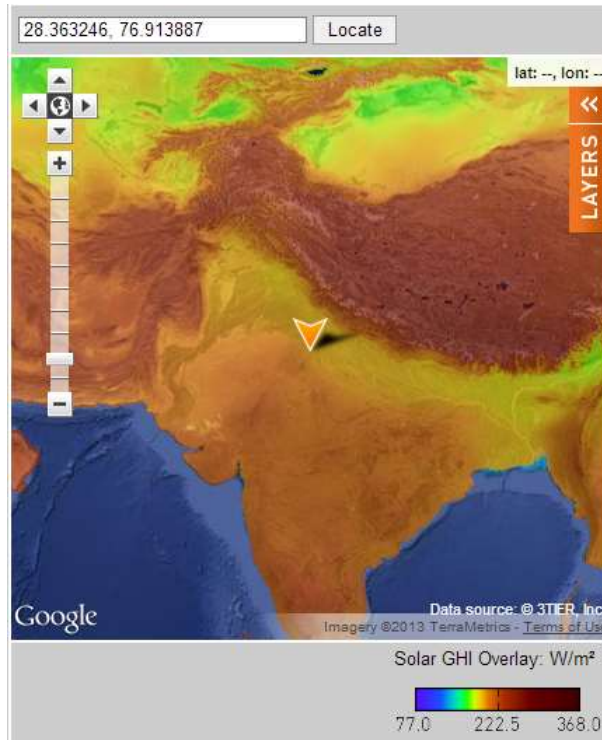 28.363246, 76.913887 Locate
lat: --, lon: --
LAYERS
Google
Data source: © 3TIER, Inc
Imagery ©2013 TerraMetrics - Terms of Use
Solar GHI Overlay: W/m²
77.0 222.5 368.0